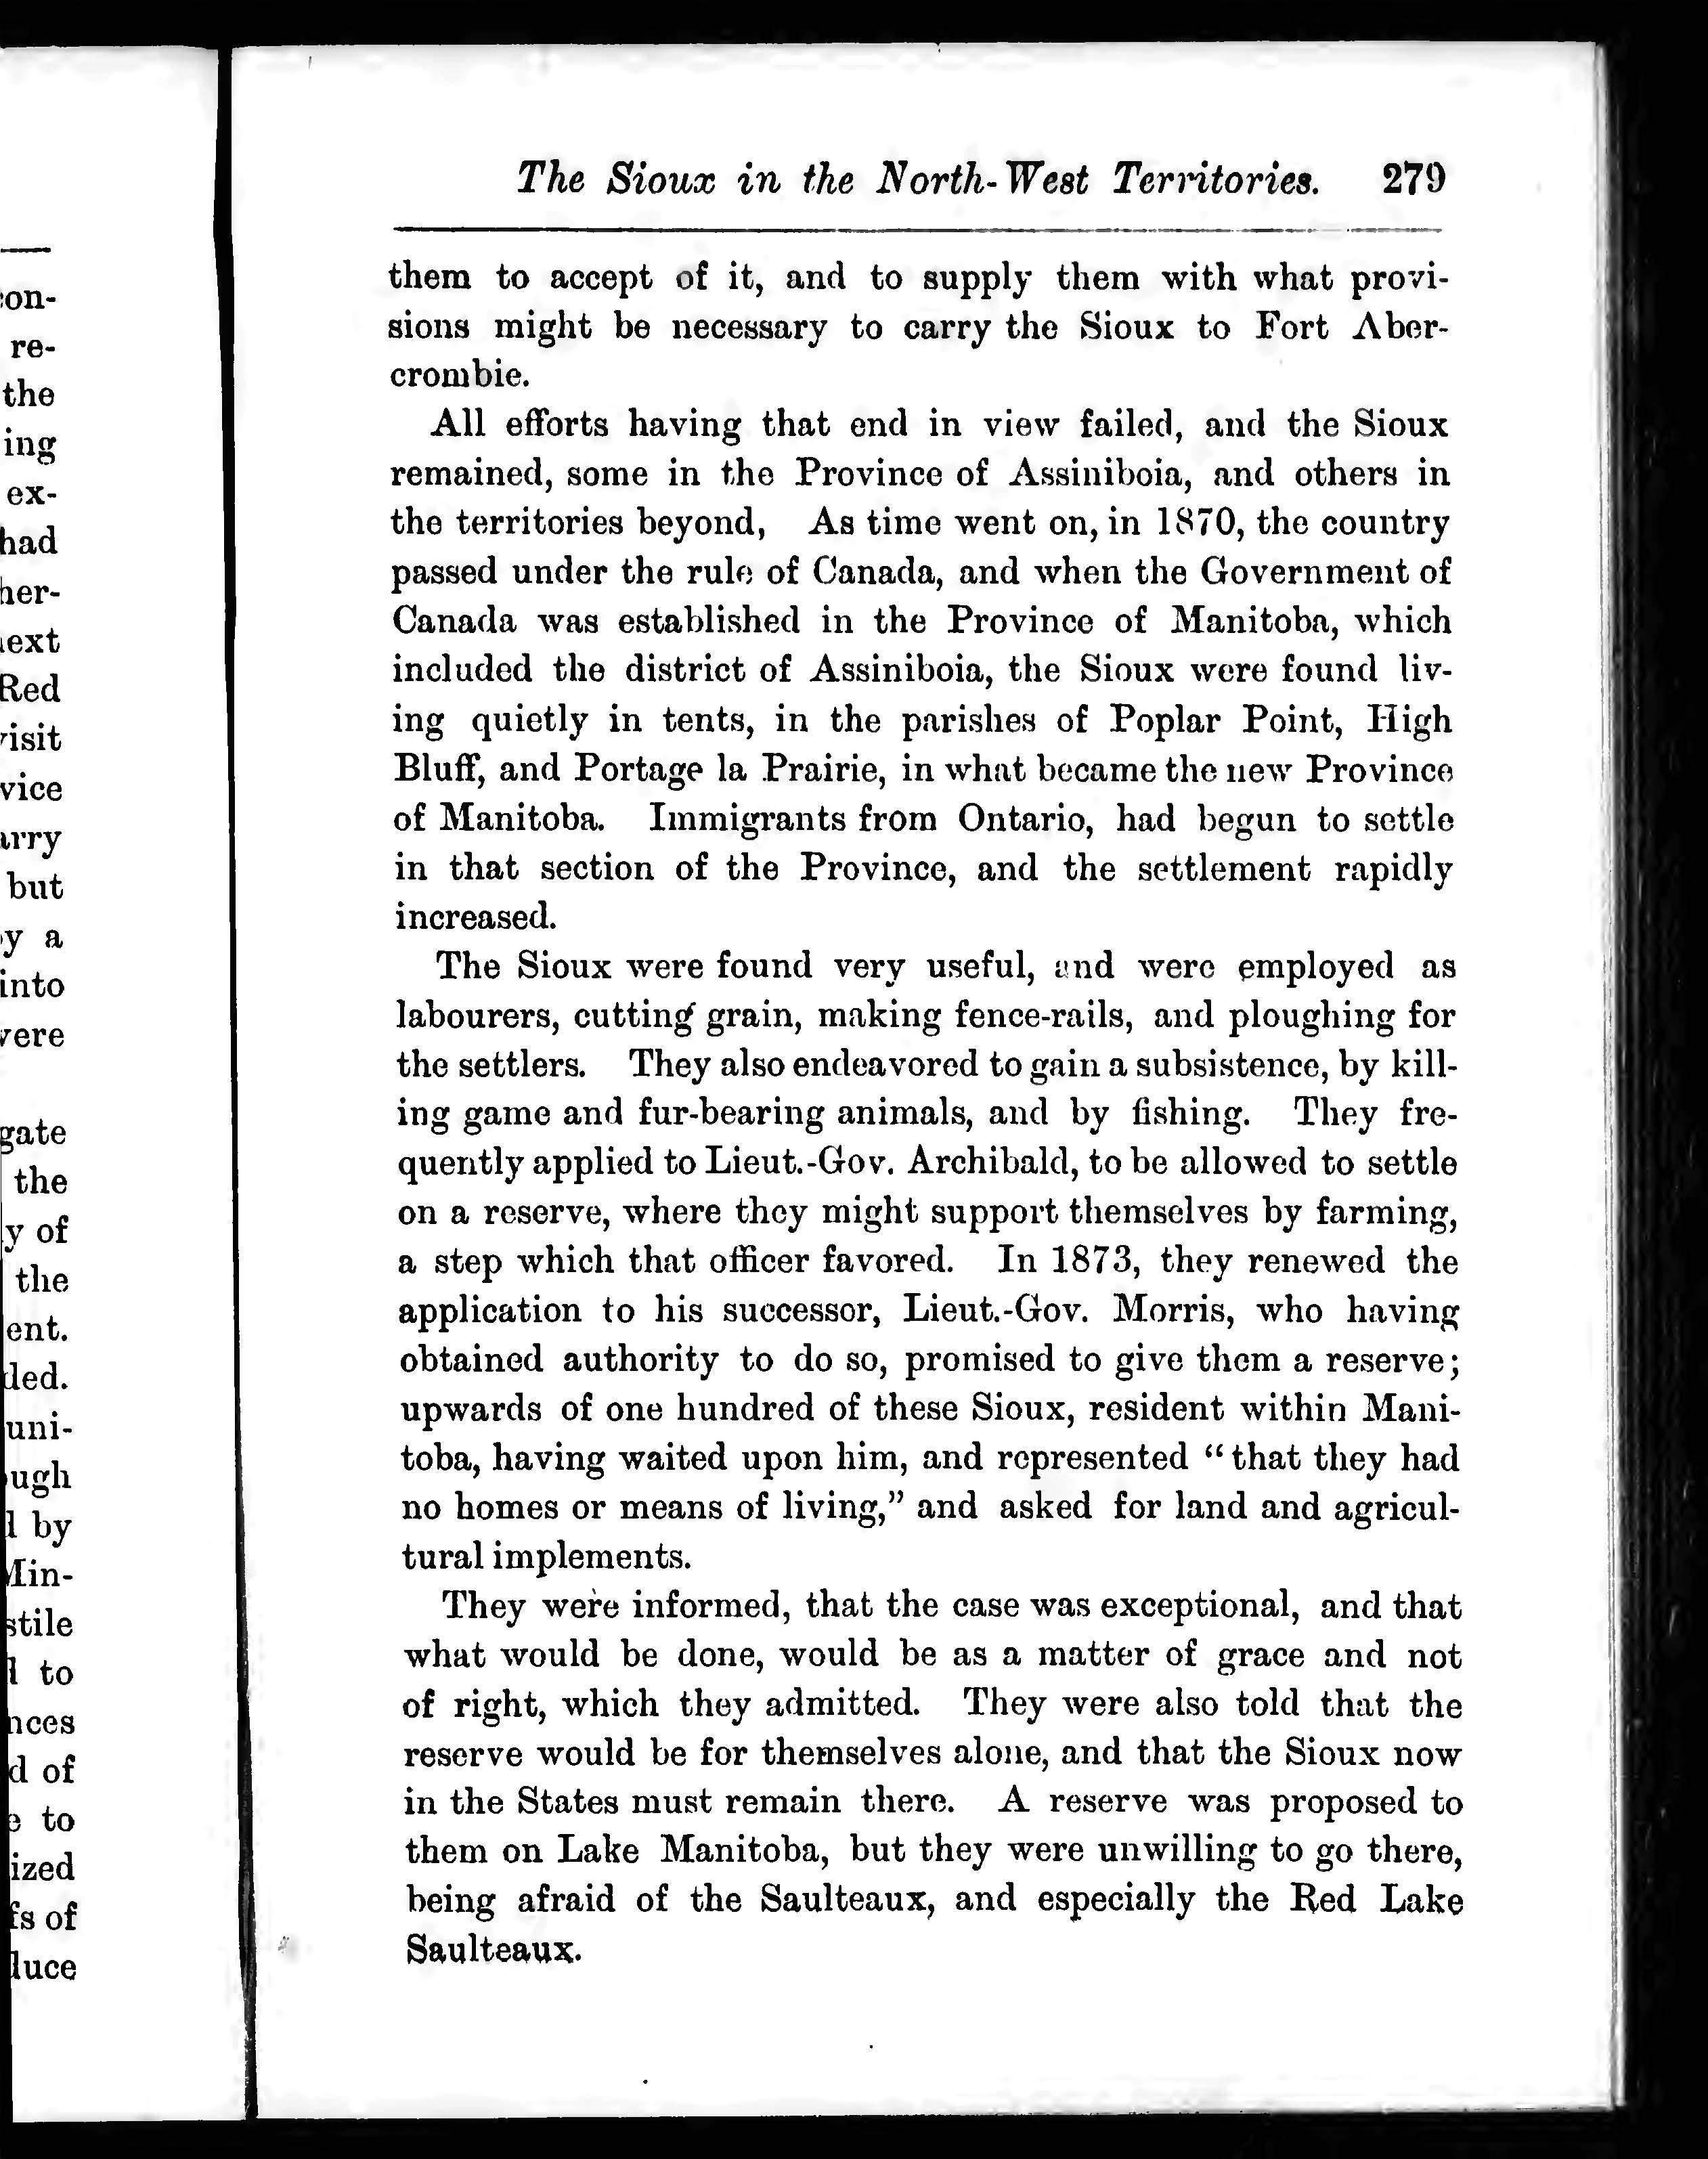 The Sioux in the North-West Territories. 279
them to accept of it, and to supply them with what provi-
sions might be necessary to carry the Sioux to Fort Aber-
crombie.
All efforts having that end in view failed, and the Sioux
remained, some in the Province of Assiniboia, and others in
the territories beyond, As time went on, in 1870, the country
passed under the rule of Canada, and when the Government of
Canada was established in the Province of Manitoba, which
included the district of Assiniboia, the Sioux were found liv-
ing quietly in tents, in the parishes of Poplar Point, High
Bluff, and Portage la Prairie, in what became the new Province
of Manitoba. Immigrants from Ontario, had begun to settle
in that section of the Province, and the settlement rapidly
increased.
The Sioux were found very useful, and were employed as
labourers, cutting grain, making fence-rails, and ploughing for
the settlers. They also endeavored to gain a subsistence, by kill-
ing game and fur-bearing animals, and by fishing. They fre-
quently applied to Lieut.-Gov. Archibald, to be allowed to settle
on a reserve, where they might support themselves by farming,
a step which that officer favored. In 1873, they renewed the
application to his successor, Lieut.-Gov. Morris, who having
obtained authority to do so, promised to give them a reserve;
upwards of one hundred of these Sioux, resident within Mani-
toba, having waited upon him, and represented “that they had
no homes or means of living,” and asked for land and agricul-
tural implements.
They were informed, that the case was exceptional, and that
what would be done, would be as a matter of grace and not
of right, which they admitted. They were also told that the
reserve would be for themselves alone, and that the Sioux now
in the States must remain there. A reserve was proposed to
them on Lake Manitoba, but they were unwilling to go there,
being afraid of the Saulteaux, and especially the Red Lake
Saulteaux.